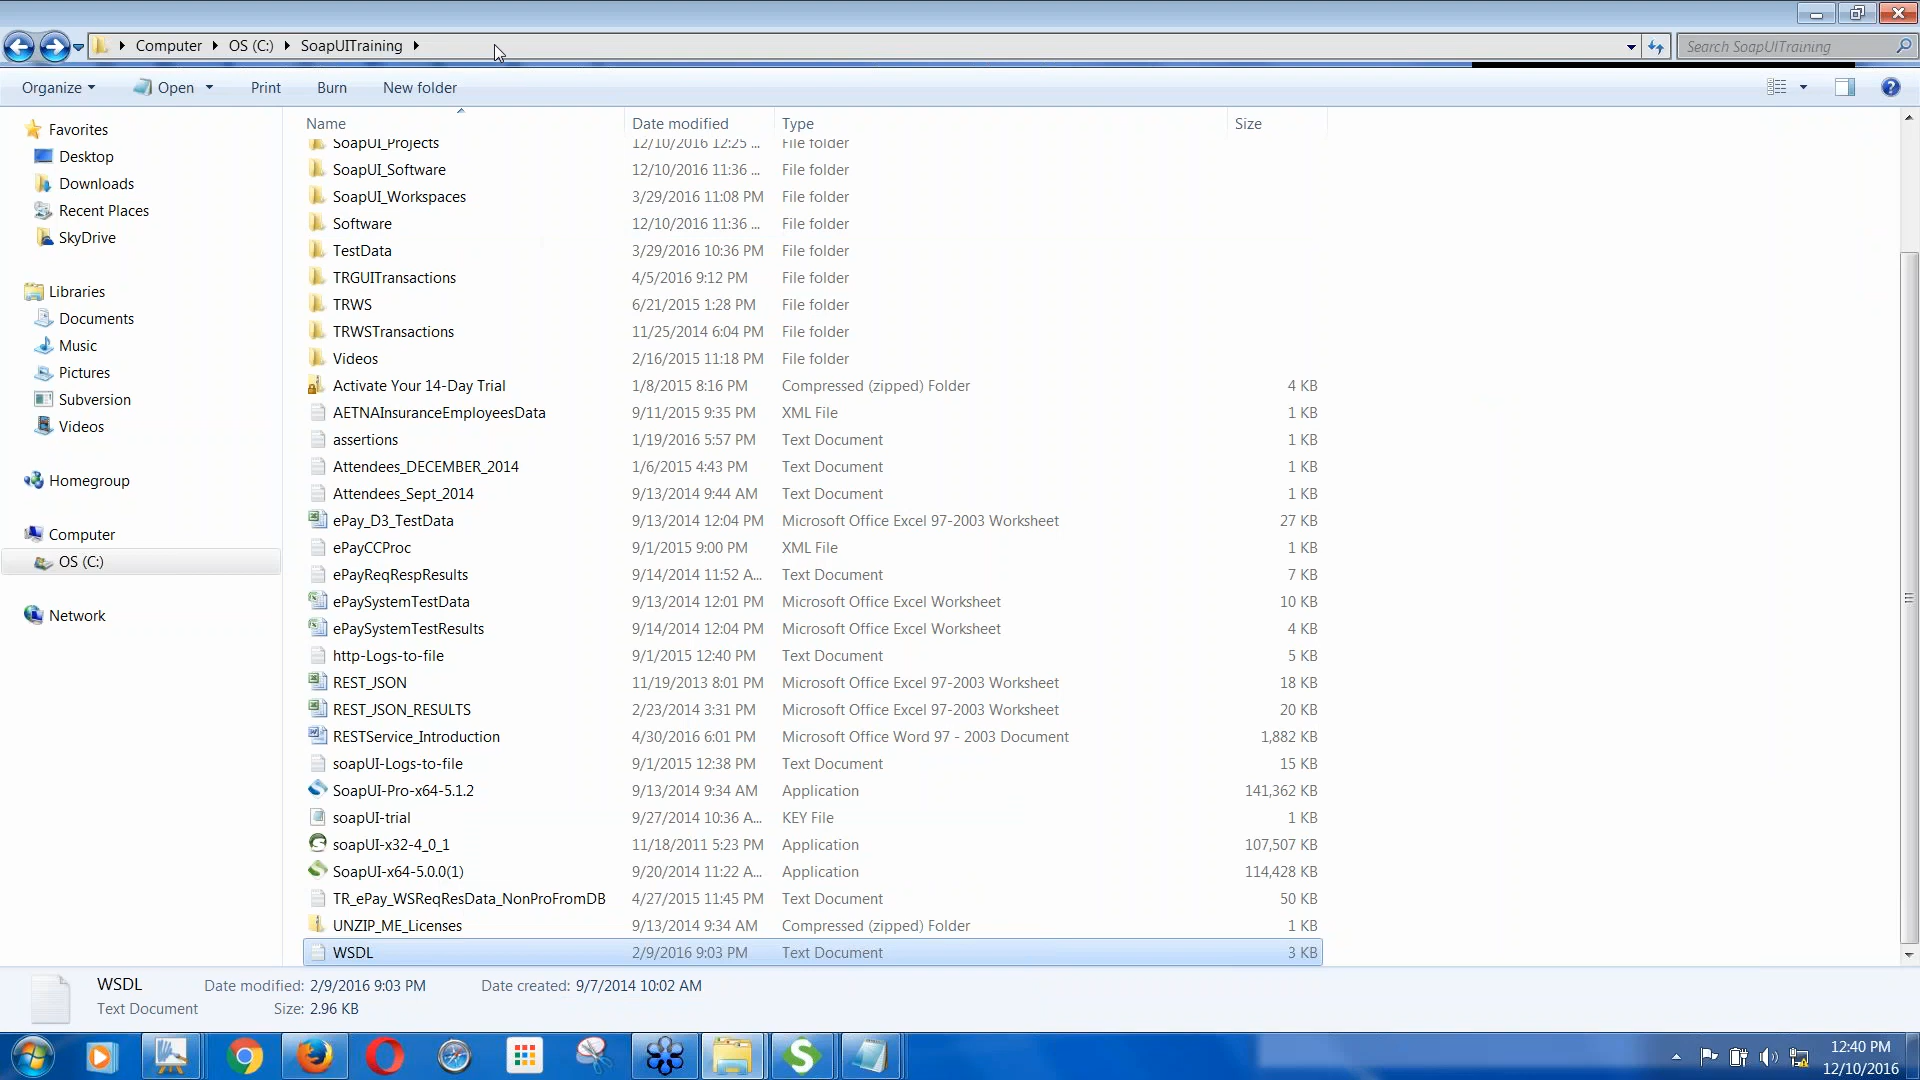 Computer OS (C:) SoapUITraining Search SoapUITraining
Organize Open Print Burn New folder
Favorites
Desktop
Downloads
Recent Places
SkyDrive
Libraries
Documents
Music
Pictures
Subversion
Videos
Homegroup
Computer
OS (C:)
Network
Name Date modified Type Size
SoapUI_Projects 12/10/2016 12:25 ... File folder
SoapUI_Software 12/10/2016 11:36 ... File folder
SoapUI_Workspaces 3/29/2016 11:08 PM File folder
Software 12/10/2016 11:36 ... File folder
TestData 3/29/2016 10:36 PM File folder
TRGUITransactions 4/5/2016 9:12 PM File folder
TRWS 6/21/2015 1:28 PM File folder
TRWSTransactions 11/25/2014 6:04 PM File folder
Videos 2/16/2015 11:18 PM File folder
Activate Your 14-Day Trial 1/8/2015 8:16 PM Compressed (zipped) Folder 4 KB
AETNAInsuranceEmployeesData 9/11/2015 9:35 PM XML File 1 KB
assertions 1/19/2016 5:57 PM Text Document 1 KB
Attendees_DECEMBER_2014 1/6/2015 4:43 PM Text Document 1 KB
Attendees_Sept_2014 9/13/2014 9:44 AM Text Document 1 KB
ePay_D3_TestData 9/13/2014 12:04 PM Microsoft Office Excel 97-2003 Worksheet 27 KB
ePayCCProc 9/1/2015 9:00 PM XML File 1 KB
ePayReqRespResults 9/14/2014 11:52 A... Text Document 7 KB
ePaySystemTestData 9/13/2014 12:01 PM Microsoft Office Excel Worksheet 10 KB
ePaySystemTestResults 9/14/2014 12:04 PM Microsoft Office Excel Worksheet 4 KB
http-Logs-to-file 9/1/2015 12:40 PM Text Document 5 KB
REST_JSON 11/19/2013 8:01 PM Microsoft Office Excel 97-2003 Worksheet 18 KB
REST_JSON_RESULTS 2/23/2014 3:31 PM Microsoft Office Excel 97-2003 Worksheet 20 KB
RESTService_Introduction 4/30/2016 6:01 PM Microsoft Office Word 97 - 2003 Document 1,882 KB
soapUI-Logs-to-file 9/1/2015 12:38 PM Text Document 15 KB
SoapUI-Pro-x64-5.1.2 9/13/2014 9:34 AM Application 141,362 KB
soapUI-trial 9/27/2014 10:36 A... KEY File 1 KB
soapUI-x32-4_0_1 11/18/2011 5:23 PM Application 107,507 KB
SoapUI-x64-5.0.0(1) 9/20/2014 11:22 A... Application 114,428 KB
TR_ePay_WSReqResData_NonProFromDB 4/27/2015 11:45 PM Text Document 50 KB
UNZIP_ME_Licenses 9/13/2014 9:34 AM Compressed (zipped) Folder 1 KB
WSDL 2/9/2016 9:03 PM Text Document 3 KB
WSDL Date modified: 2/9/2016 9:03 PM Date created: 9/7/2014 10:02 AM
Text Document Size: 2.96 KB
12:40 PM
12/10/2016